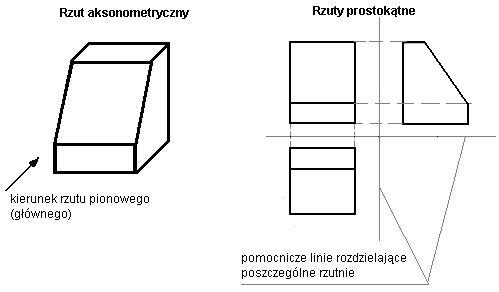 Rzut aksonometryczny
Rzuty prostokątne
kierunek rzutu pionowego
(głównego)
pomocnicze linie rozdzielające
poszczególne rzutnie